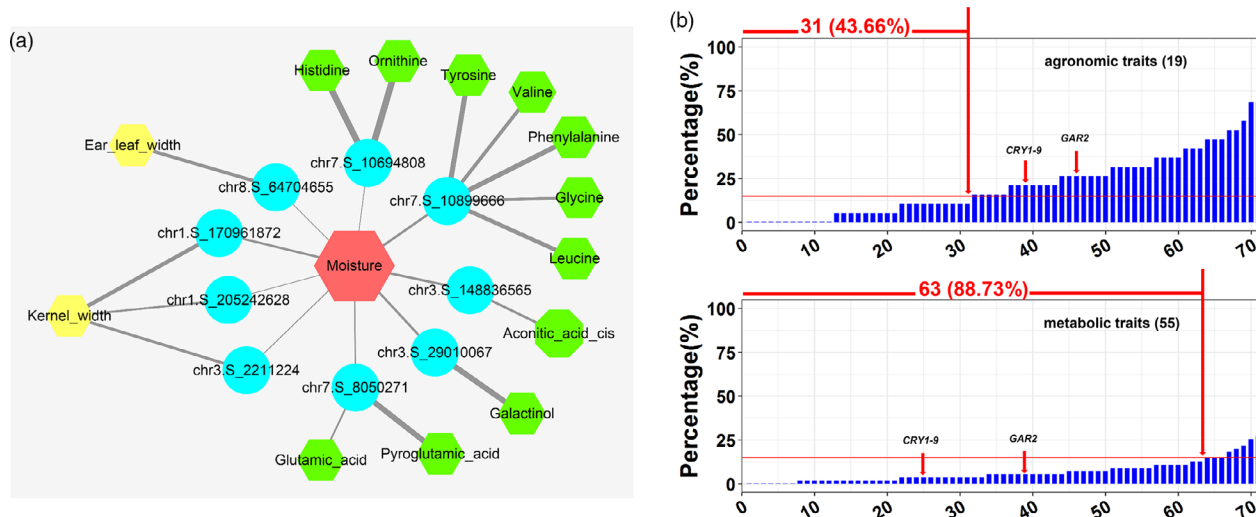 (a)
Histidine
Ornithine
Tyrosine
Valine
Phenylalanine
Glycine
Leucine
Ear_leaf_width
chr7.S_10694808
chr8.S_64704655
chr7.S_10899666
chr1.S_170961872
Moisture
chr3.S_148836565
chr1.S_205242628
Kernel_width
Aconitic_acid_cis
chr3.S_29010067
chr3.S_2211224
chr7.S_8050271
Galactinol
Glutamic_acid
Pyroglutamic_acid
(b)
31 (43.66%)
agronomic traits (19)
Percentage(%)
100
75
50
25
0
CRY1-9
GAR2
0 10 20 30 40 50 60 70
63 (88.73%)
metabolic traits (55)
Percentage(%)
100
75
50
25
0
CRY1-9
GAR2
0 10 20 30 40 50 60 70